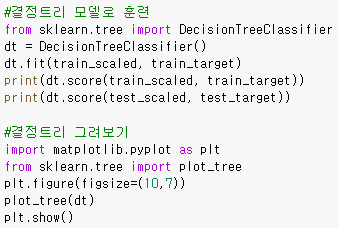 #결정트리 모델로 훈련
from sklearn.tree import DecisionTreeClassifier
dt = DecisionTreeClassifier()
dt.fit(train_scaled, train_target)
print(dt.score(train_scaled, train_target))
print(dt.score(test_scaled, test_target))

#결정트리 그려보기
import matplotlib.pyplot as plt
from sklearn.tree import plot_tree
plt.figure(figsize=(10,7))
plot_tree(dt)
plt.show()